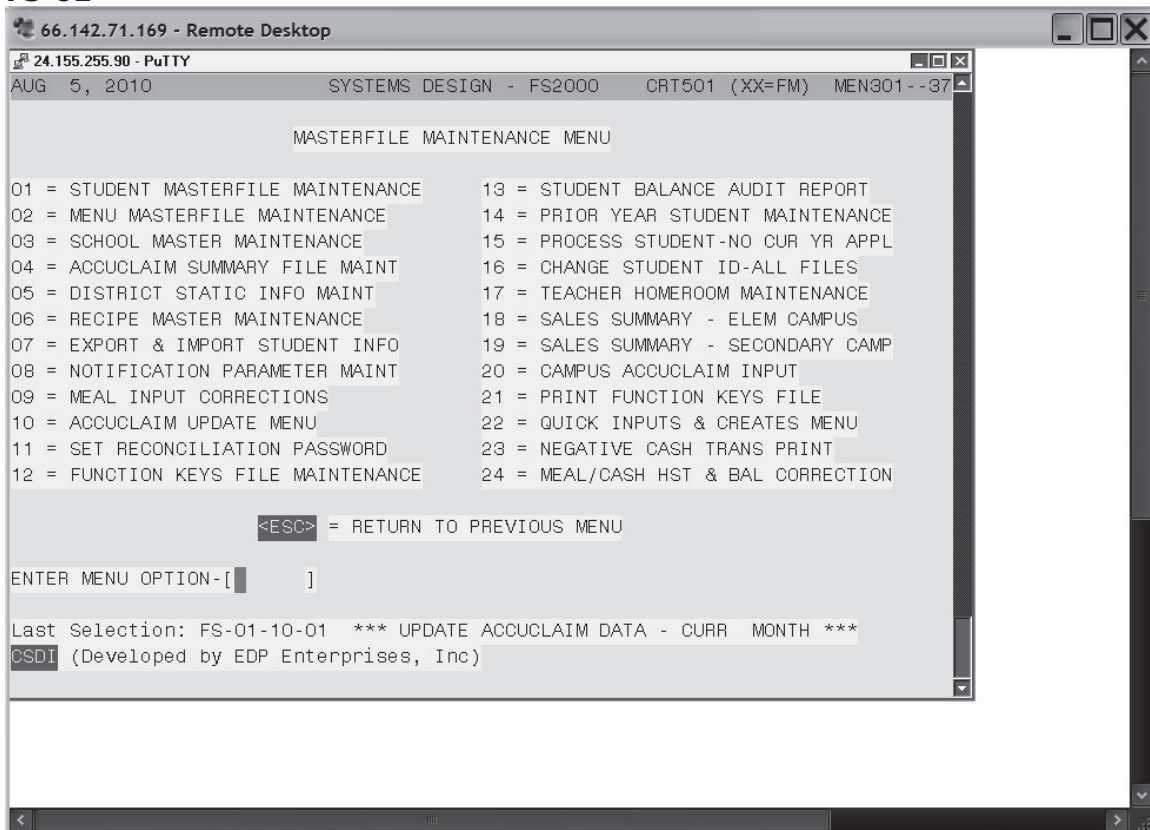 66.142.71.169 - Remote Desktop
24.155.255.90 - PuTTY
AUG 5, 2010 SYSTEMS DESIGN - FS2000 CRT501 (XX=FM) MEN301--37
MASTERFILE MAINTENANCE MENU
01 = STUDENT MASTERFILE MAINTENANCE 13 = STUDENT BALANCE AUDIT REPORT
02 = MENU MASTERFILE MAINTENANCE 14 = PRIOR YEAR STUDENT MAINTENANCE
03 = SCHOOL MASTER MAINTENANCE 15 = PROCESS STUDENT-NO CUR YR APPL
04 = ACCUCLAIM SUMMARY FILE MAINT 16 = CHANGE STUDENT ID-ALL FILES
05 = DISTRICT STATIC INFO MAINT 17 = TEACHER HOMEROOM MAINTENANCE
06 = RECIPE MASTER MAINTENANCE 18 = SALES SUMMARY - ELEM CAMPUS
07 = EXPORT & IMPORT STUDENT INFO 19 = SALES SUMMARY - SECONDARY CAMP
08 = NOTIFICATION PARAMETER MAINT 20 = CAMPUS ACCUCLAIM INPUT
09 = MEAL INPUT CORRECTIONS 21 = PRINT FUNCTION KEYS FILE
10 = ACCUCLAIM UPDATE MENU 22 = QUICK INPUTS & CREATES MENU
11 = SET RECONCILIATION PASSWORD 23 = NEGATIVE CASH TRANS PRINT
12 = FUNCTION KEYS FILE MAINTENANCE 24 = MEAL/CASH HST & BAL CORRECTION
<ESC> = RETURN TO PREVIOUS MENU
ENTER MENU OPTION-[ ]
Last Selection: FS-01-10-01 *** UPDATE ACCUCLAIM DATA - CURR MONTH ***
CSDI (Developed by EDP Enterprises, Inc)